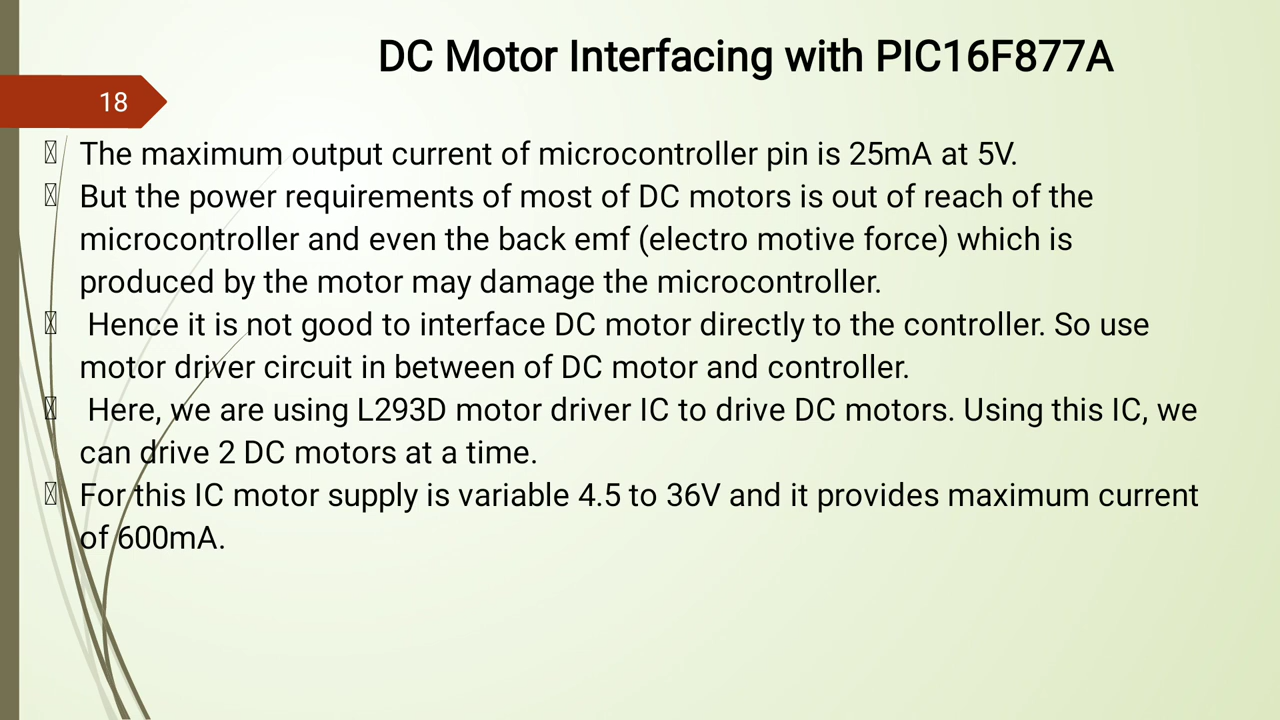 DC Motor Interfacing with PIC16F877A
18
The maximum output current of microcontroller pin is 25mA at 5V.
But the power requirements of most of DC motors is out of reach of the
microcontroller and even the back emf (electro motive force) which is
produced by the motor may damage the microcontroller.
Hence it is not good to interface DC motor directly to the controller. So use
motor driver circuit in between of DC motor and controller.
Here, we are using L293D motor driver IC to drive DC motors. Using this IC, we
can drive 2 DC motors at a time.
For this IC motor supply is variable 4.5 to 36V and it provides maximum current
of 600mA.